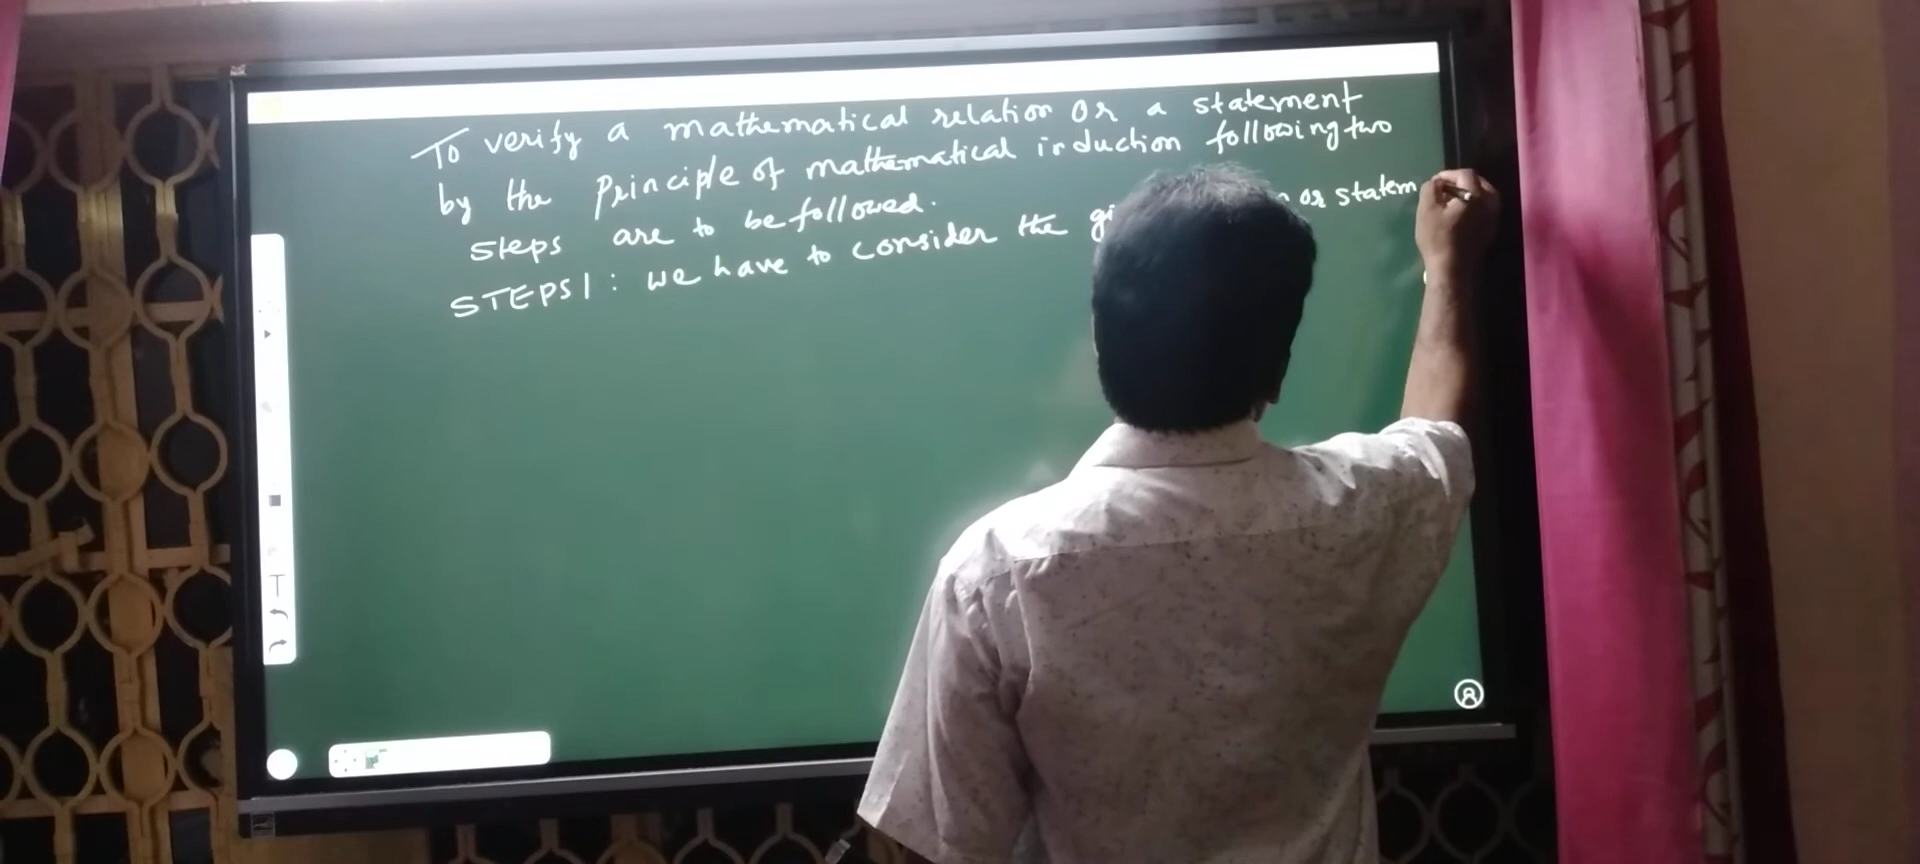 To verify a mathematical relation or a statement
by the principle of mathematical induction following two
steps are to be followed.
STEPS 1 : we have to consider the gi or statem
T